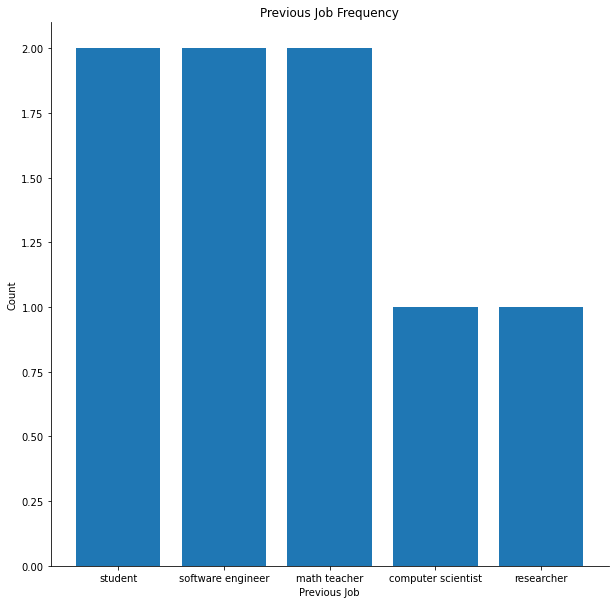 Previous Job Frequency
Count
2.00
1.75
1.50
1.25
1.00
0.75
0.50
0.25
0.00
student software engineer math teacher computer scientist researcher
Previous Job